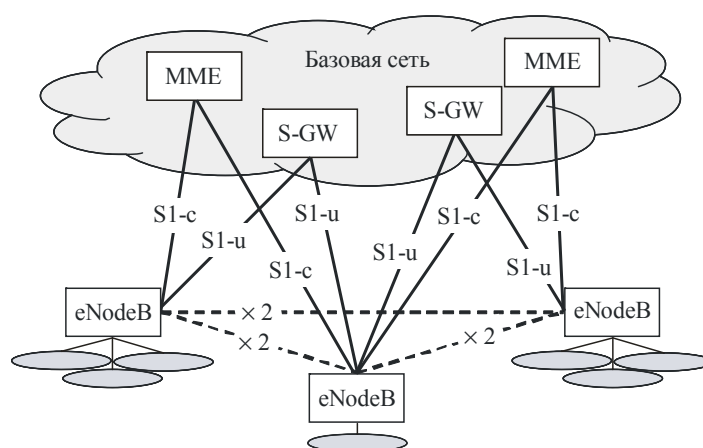 Базовая сеть
MME
MME
S-GW
S-GW
S1-c
S1-u
S1-u
S1-c
S1-u
S1-c
S1-c
S1-u
eNodeB
× 2
eNodeB
× 2
× 2
eNodeB